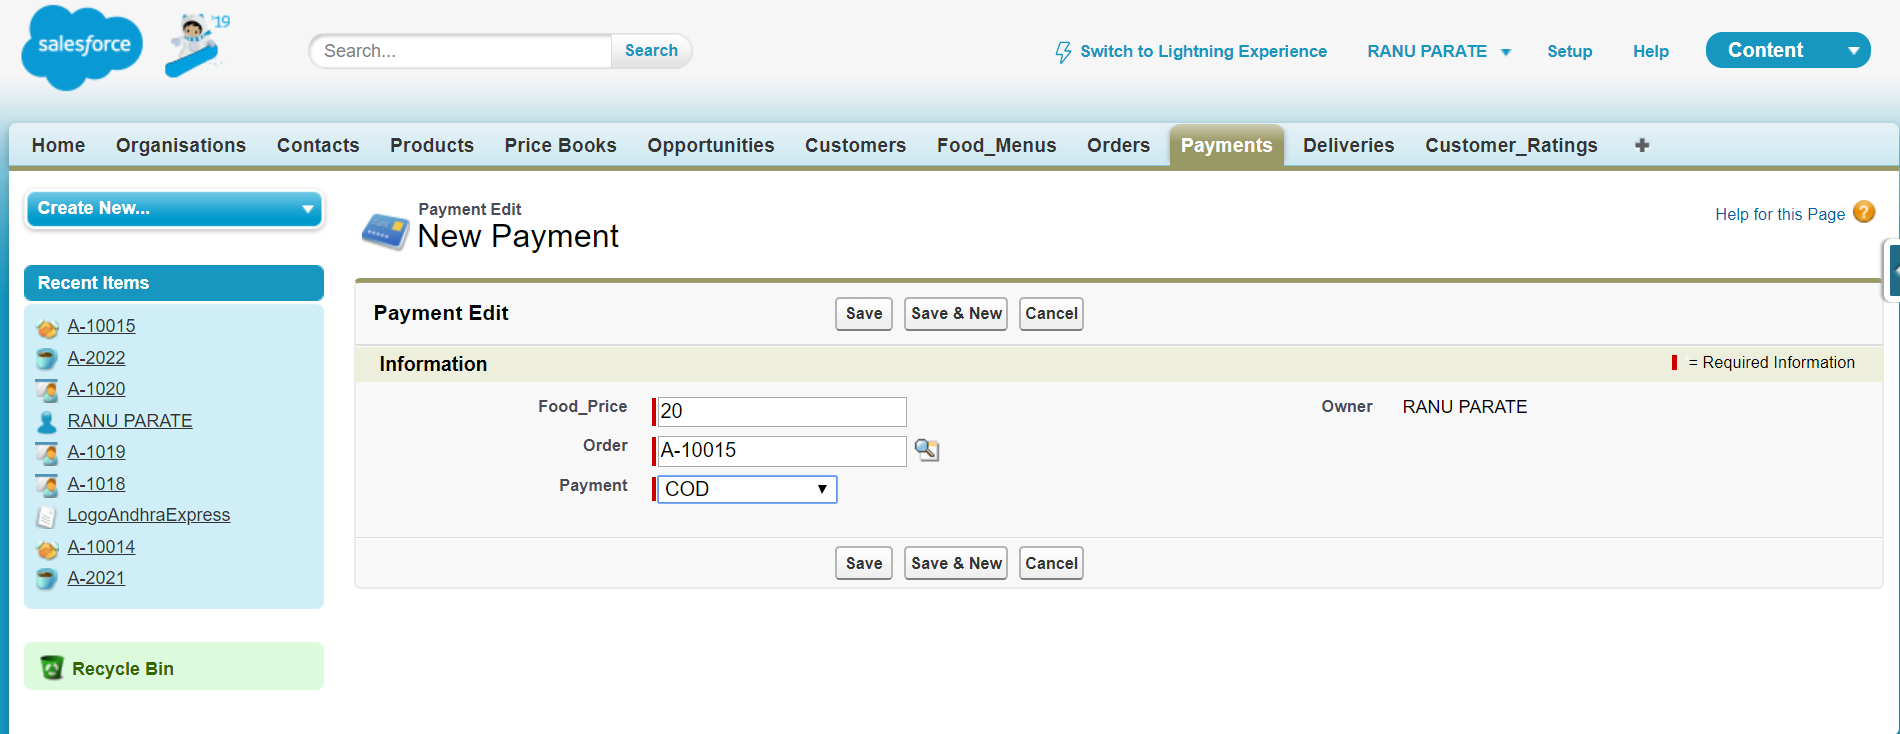 salesforce
'19
Search...
Search
Switch to Lightning Experience
RANU PARATE
Setup
Help
Content
Home Organisations Contacts Products Price Books Opportunities Customers Food_Menus Orders Payments Deliveries Customer_Ratings
Create New...
Recent Items
A-10015
A-2022
A-1020
RANU PARATE
A-1019
A-1018
LogoAndhraExpress
A-10014
A-2021
Recycle Bin
Payment Edit
New Payment
Help for this Page ?
Payment Edit
Save Save & New Cancel
Information
= Required Information
Food_Price 20
Owner RANU PARATE
Order A-10015
Payment COD
Save Save & New Cancel